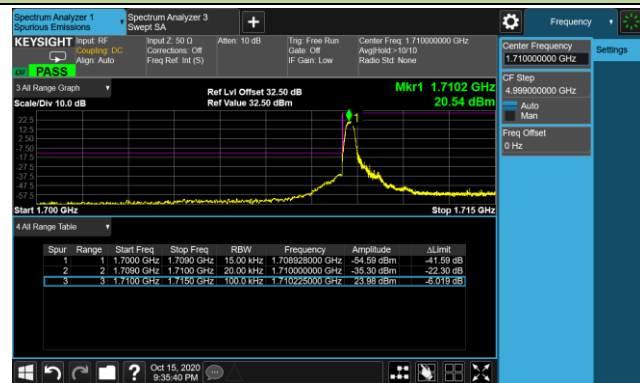 Spectrum Analyzer 1
Spurious Emissions
Spectrum Analyzer 3
Swept SA
Frequency
KEYSIGHT
Input: RF
Coupling: DC
Align: Auto
Input Z: 50 Ω
Corrections: Off
Freq Ref: Int (S)
Atten: 10 dB
Trig: Free Run
Gate: Off
IF Gain: Low
Center Freq: 1.710000000 GHz
Avg|Hold:>10/10
Radio Std: None
PASS
Center Frequency
1.710000000 GHz
Settings
CF Step
4.999000000 GHz
Auto
Man
Freq Offset
0 Hz
3 All Range Graph
Scale/Div 10.0 dB
Ref Lvl Offset 32.50 dB
Ref Value 32.50 dBm
Mkr1 1.7102 GHz
20.54 dBm
1
22.5
12.5
2.50
-7.50
-17.5
-27.5
-37.5
-47.5
-57.5
Start 1.700 GHz
Stop 1.715 GHz
4 All Range Table
Spur Range Start Freq Stop Freq RBW Frequency Amplitude ΔLimit
1 1 1.7000 GHz 1.7090 GHz 15.00 kHz 1.708928000 GHz -54.59 dBm -41.59 dB
2 2 1.7090 GHz 1.7100 GHz 20.00 kHz 1.710000000 GHz -35.30 dBm -22.30 dB
3 3 1.7100 GHz 1.7150 GHz 100.0 kHz 1.710225000 GHz 23.98 dBm -6.019 dB
Oct 15, 2020
9:35:40 PM